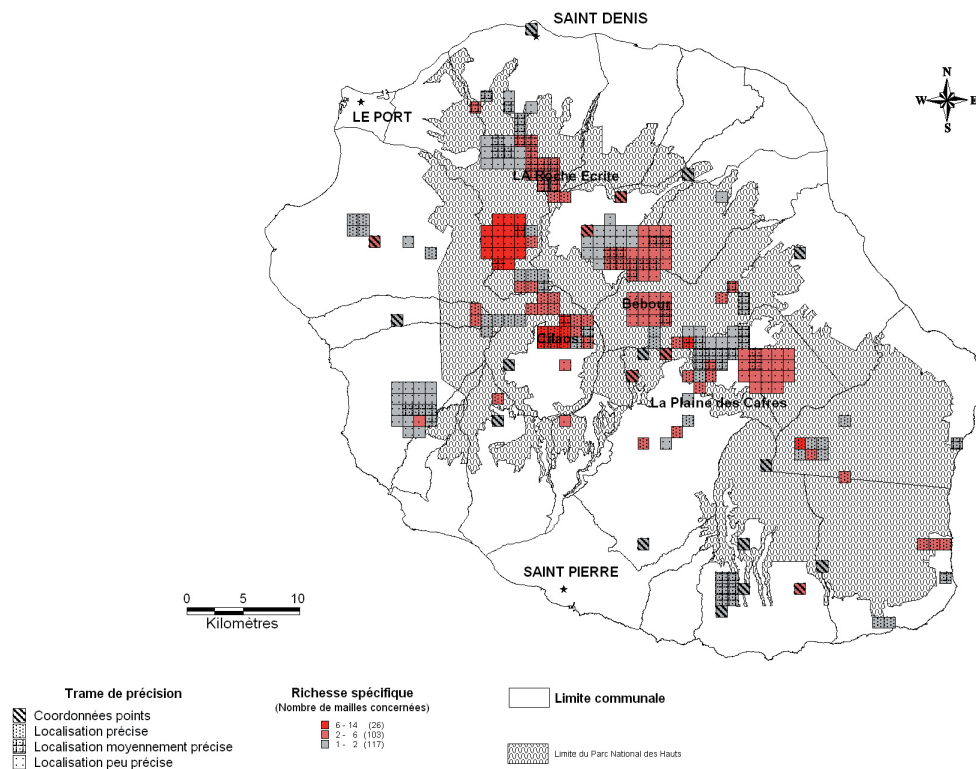 SAINT DENIS
N
W E
S
LE PORT
LA Roche Ecrite
Bébour
Cilaos
La Plaine des Cafres
SAINT PIERRE
0 5 10
Kilomètres
Trame de précision
Coordonnées points
Localisation précise
Localisation moyennement précise
Localisation peu précise
Richesse spécifique
(Nombre de mailles concernées)
6 - 14 (26)
2 - 6 (103)
1 - 2 (117)
Limite communale
Limite du Parc National des Hauts